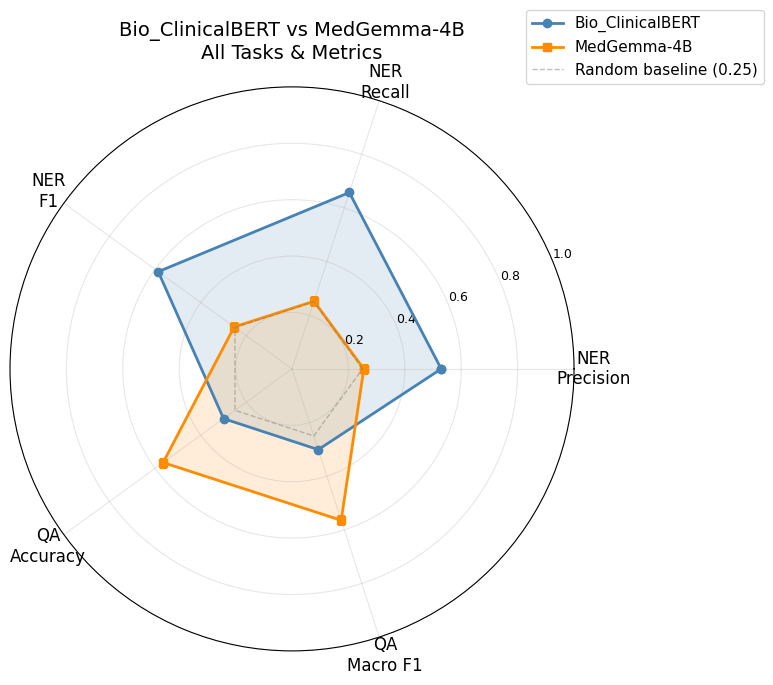 Bio_ClinicalBERT vs MedGemma-4B
All Tasks & Metrics
Bio_ClinicalBERT
MedGemma-4B
Random baseline (0.25)
NER
Recall
NER
F1
1.0
0.8
0.6
0.4
0.2
NER
Precision
QA
Accuracy
QA
Macro F1